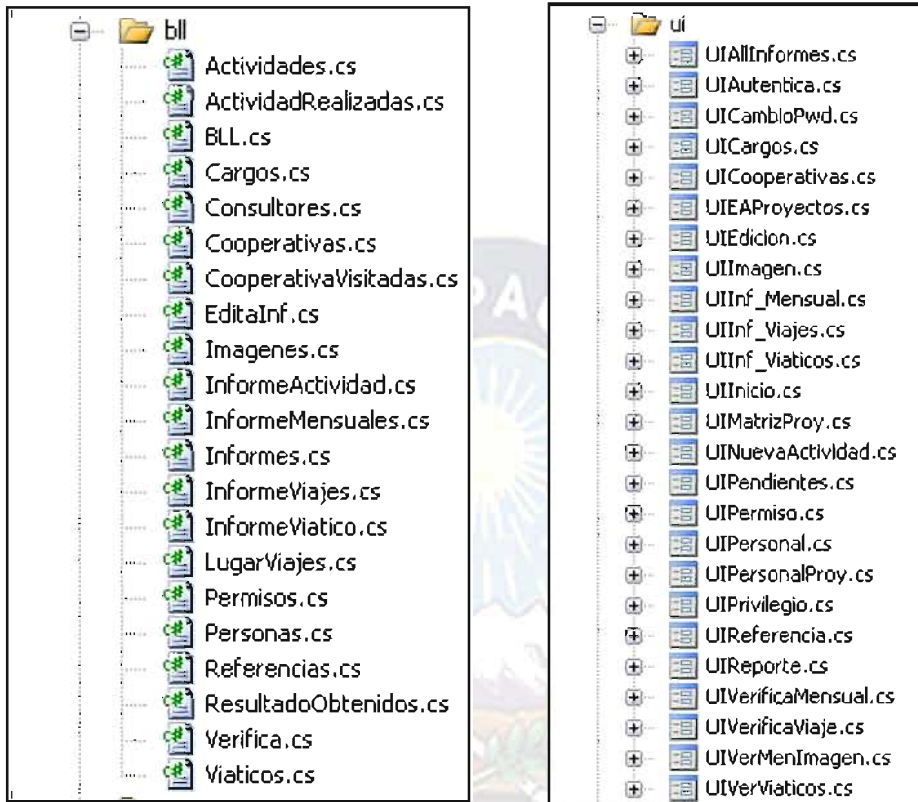 bll
Actividades.cs
ActividadRealizadas.cs
BLL.cs
Cargos.cs
Consultores.cs
Cooperativas.cs
CooperativaVisitadas.cs
EditaInf.cs
Imagenes.cs
InformeActividad.cs
InformeMensuales.cs
Informes.cs
InformeViajes.cs
InformeViatico.cs
LugarViajes.cs
Permisos.cs
Personas.cs
Referencias.cs
ResultadoObtenidos.cs
Verifica.cs
Viaticos.cs
ui
UIAllInformes.cs
UIAutentica.cs
UICambioPwd.cs
UICargos.cs
UICooperativas.cs
UIEAProyectos.cs
UIEdicion.cs
UIImagen.cs
UIInf_Mensual.cs
UIInf_Viajes.cs
UIInf_Viaticos.cs
UIInicio.cs
UIMatrizProy.cs
UINuevaActividad.cs
UIPendientes.cs
UIPermiso.cs
UIPersonal.cs
UIPersonalProy.cs
UIPrivilegio.cs
UIReferencia.cs
UIReporte.cs
UIVerificaMensual.cs
UIVerificaViaje.cs
UIVerMenImagen.cs
UIVerViaticos.cs